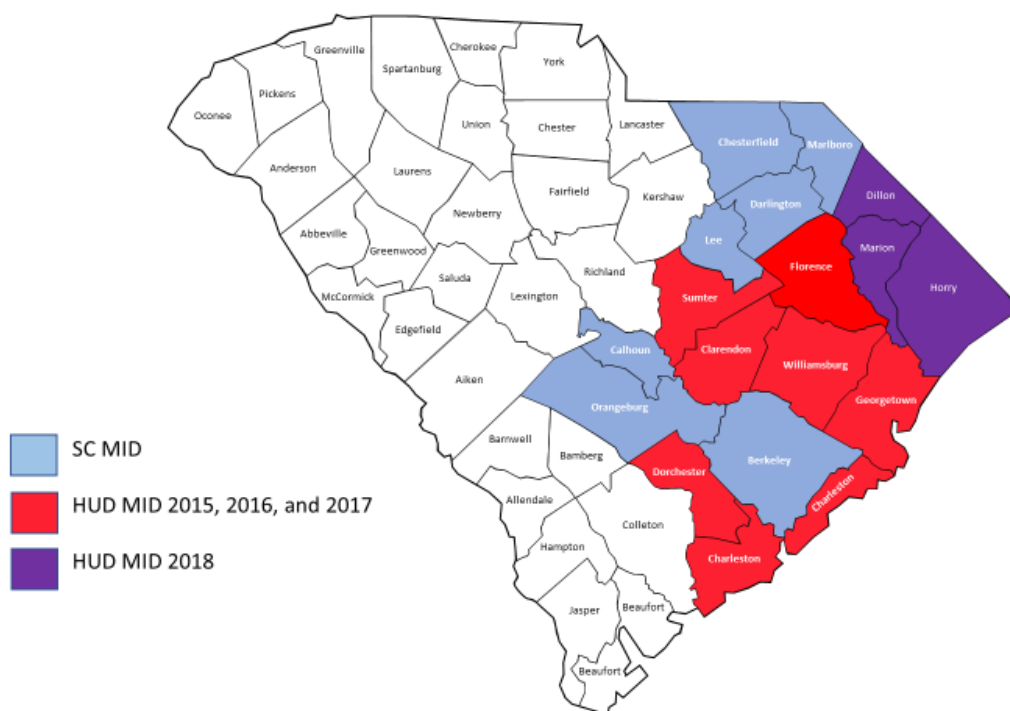 Greenville
Cherokee
York
Spartanburg
Pickens
Oconee
Union
Chester
Lancaster
Chesterfield
Marlboro
Anderson
Laurens
Fairfield
Kershaw
Dillon
Darlington
Newberry
Abbeville
Greenwood
Lee
Marion
Florence
Saluda
Richland
Horry
McCormick
Lexington
Sumter
Edgefield
Calhoun
Clarendon
Williamsburg
Aiken
Georgetown
Orangeburg
Barnwell
Bamberg
Berkeley
Dorchester
Charleston
Allendale
Colleton
Hampton
Charleston
Jasper
Beaufort
Beaufort
SC MID
HUD MID 2015, 2016, and 2017
HUD MID 2018